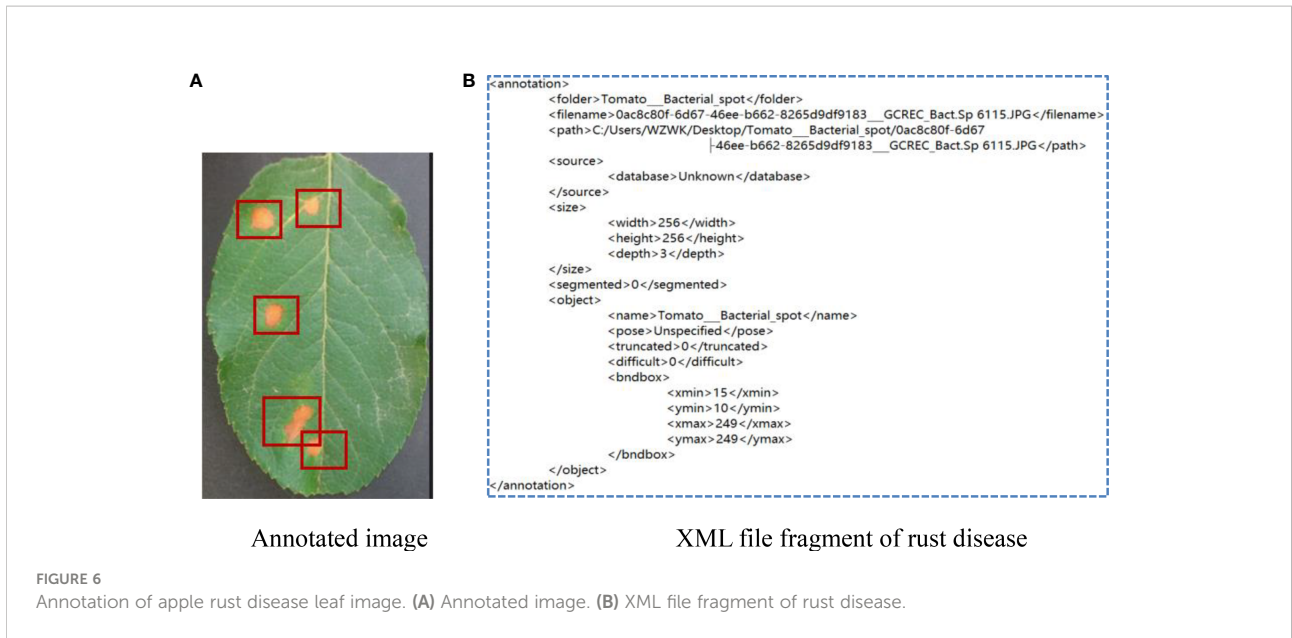 A
B
<annotation>
<folder>Tomato___Bacterial_spot</folder>
<filename>0ac8c80f-6d67-46ee-b662-8265d9df9183___GCREC_Bact.Sp 6115.JPG</filename>
<path>C:/Users/WZWK/Desktop/Tomato___Bacterial_spot/0ac8c80f-6d67
-46ee-b662-8265d9df9183___GCREC_Bact.Sp 6115.JPG</path>
<source>
<database>Unknown</database>
</source>
<size>
<width>256</width>
<height>256</height>
<depth>3</depth>
</size>
<segmented>0</segmented>
<object>
<name>Tomato___Bacterial_spot</name>
<pose>Unspecified</pose>
<truncated>0</truncated>
<difficult>0</difficult>
<bndbox>
<xmin>15</xmin>
<ymin>10</ymin>
<xmax>249</xmax>
<ymax>249</ymax>
</bndbox>
</object>
</annotation>
Annotated image
XML file fragment of rust disease
FIGURE 6
Annotation of apple rust disease leaf image. (A) Annotated image. (B) XML file fragment of rust disease.